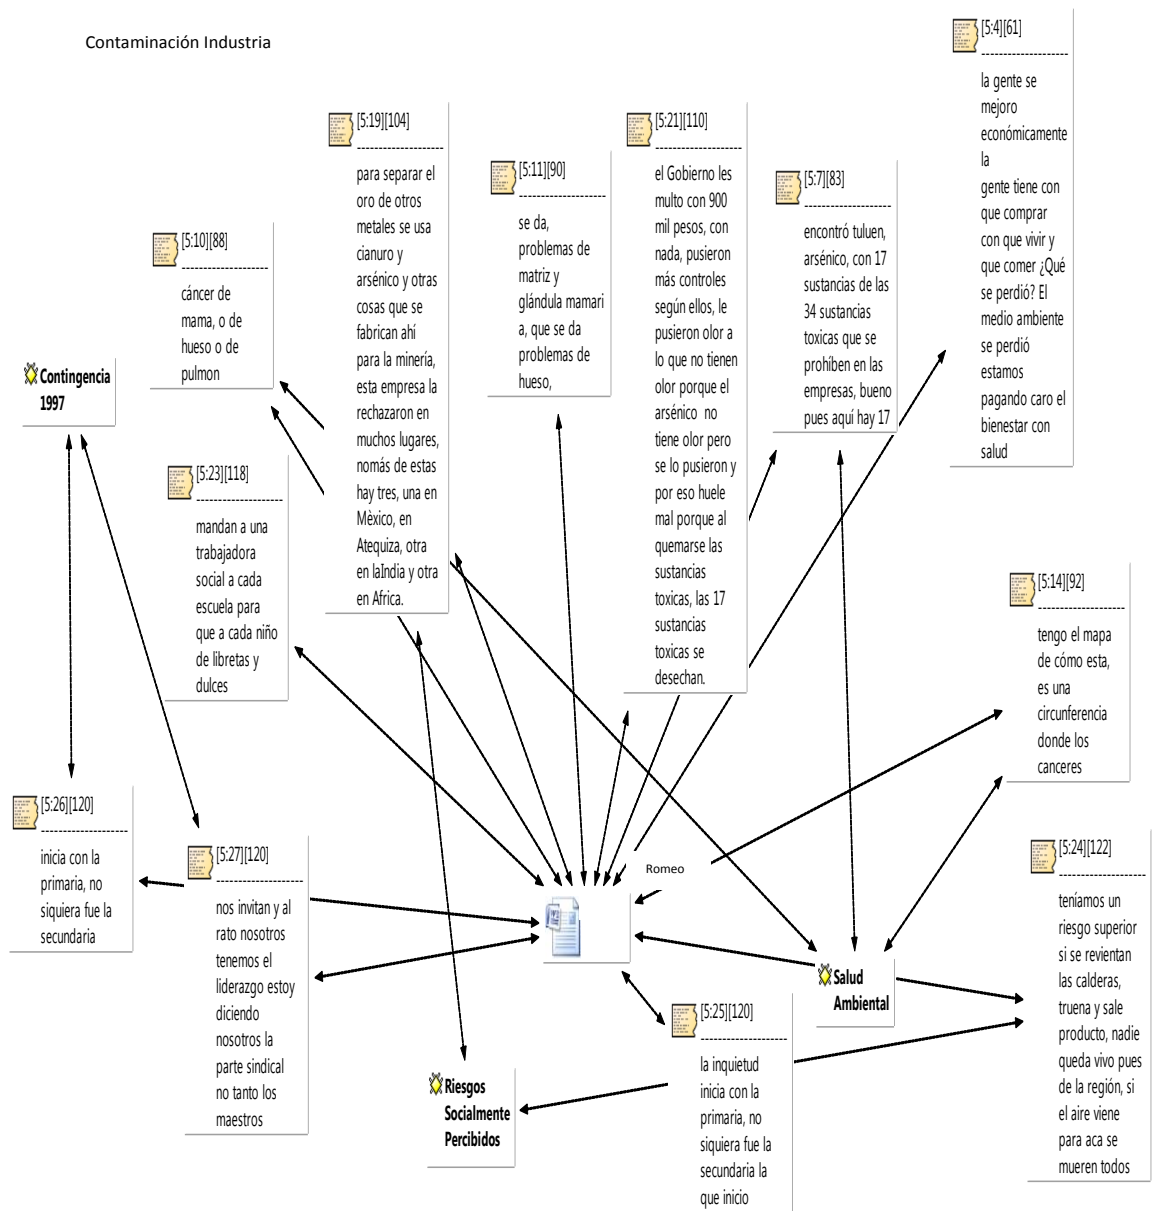 Contaminación Industria
[5:4][61]
la gente se
mejoro
económicamente
la
gente tiene con
que comprar
con que vivir y
que comer ¿Qué
se perdió? El
medio ambiente
se perdió
estamos
pagando caro el
bienestar con
salud
[5:19][104]
para separar el
oro de otros
metales se usa
cianuro y
arsénico y otras
cosas que se
fabrican ahí
para la minería,
esta empresa la
rechazaron en
muchos lugares,
nomás de estas
hay tres, una en
Mèxico, en
Atequiza, otra
en laIndia y otra
en Africa.
[5:21][110]
el Gobierno les
multo con 900
mil pesos, con
nada, pusieron
más controles
según ellos, le
pusieron olor a
lo que no tienen
olor porque el
arsénico no
tiene olor pero
se lo pusieron y
por eso huele
mal porque al
quemarse las
sustancias
toxicas, las 17
sustancias
toxicas se
desechan.
[5:11][90]
se da,
problemas de
matriz y
glándula mamari
a, que se da
problemas de
hueso,
[5:7][83]
encontró tuluen,
arsénico, con 17
sustancias de las
34 sustancias
toxicas que se
prohíben en las
empresas, bueno
pues aquí hay 17
[5:10][88]
cáncer de
mama, o de
hueso o de
pulmon
Contingencia
1997
[5:23][118]
mandan a una
trabajadora
social a cada
escuela para
que a cada niño
de libretas y
dulces
[5:14][92]
tengo el mapa
de cómo esta,
es una
circunferencia
donde los
canceres
[5:26][120]
inicia con la
primaria, no
siquiera fue la
secundaria
[5:27][120]
nos invitan y al
rato nosotros
tenemos el
liderazgo estoy
diciendo
nosotros la
parte sindical
no tanto los
maestros
Romeo
[5:24][122]
teníamos un
riesgo superior
si se revientan
las calderas,
truena y sale
producto, nadie
queda vivo pues
de la región, si
el aire viene
para aca se
mueren todos
Salud
Ambiental
[5:25][120]
la inquietud
inicia con la
primaria, no
siquiera fue la
secundaria la
que inicio
Riesgos
Socialmente
Percibidos